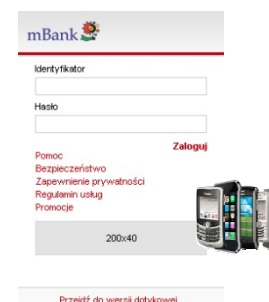 mBank
Identyfikator
Hasło
Zaloguj
Pomoc
Bezpieczeństwo
Zapewnienie prywatności
Regulamin usług
Promocje
200x40
Przejdź do wersji dotykowej